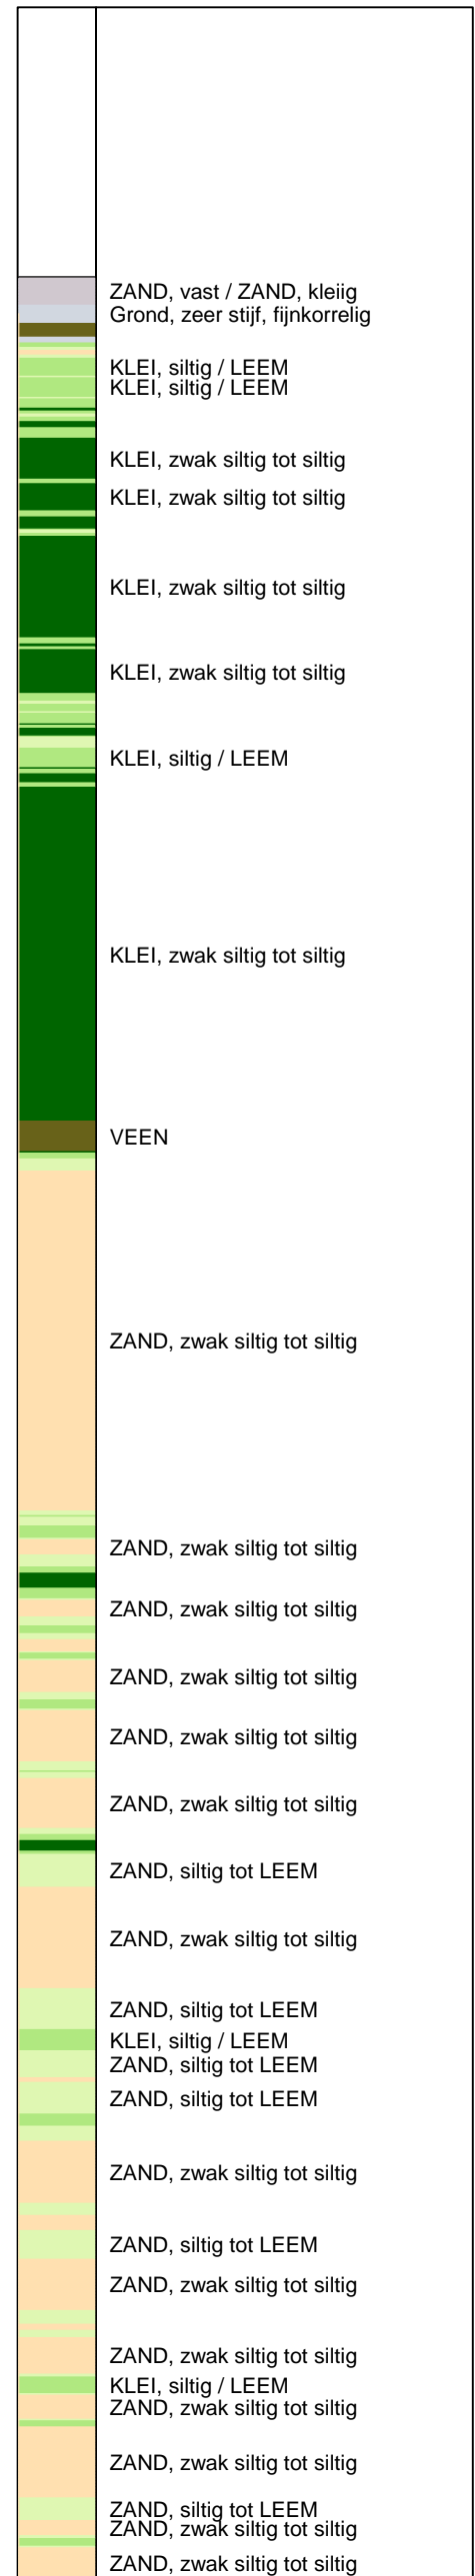 ZAND, vast / ZAND, kleiig
Grond, zeer stijf, fijnkorrelig
KLEI, siltig / LEEM
KLEI, siltig / LEEM
KLEI, zwak siltig tot siltig
KLEI, zwak siltig tot siltig
KLEI, zwak siltig tot siltig
KLEI, zwak siltig tot siltig
KLEI, siltig / LEEM
KLEI, zwak siltig tot siltig
VEEN
ZAND, zwak siltig tot siltig
ZAND, zwak siltig tot siltig
ZAND, zwak siltig tot siltig
ZAND, zwak siltig tot siltig
ZAND, zwak siltig tot siltig
ZAND, zwak siltig tot siltig
ZAND, siltig tot LEEM
ZAND, zwak siltig tot siltig
ZAND, siltig tot LEEM
KLEI, siltig / LEEM
ZAND, siltig tot LEEM
ZAND, siltig tot LEEM
ZAND, zwak siltig tot siltig
ZAND, siltig tot LEEM
ZAND, zwak siltig tot siltig
ZAND, zwak siltig tot siltig
KLEI, siltig / LEEM
ZAND, zwak siltig tot siltig
ZAND, zwak siltig tot siltig
ZAND, siltig tot LEEM
ZAND, zwak siltig tot siltig
ZAND, zwak siltig tot siltig